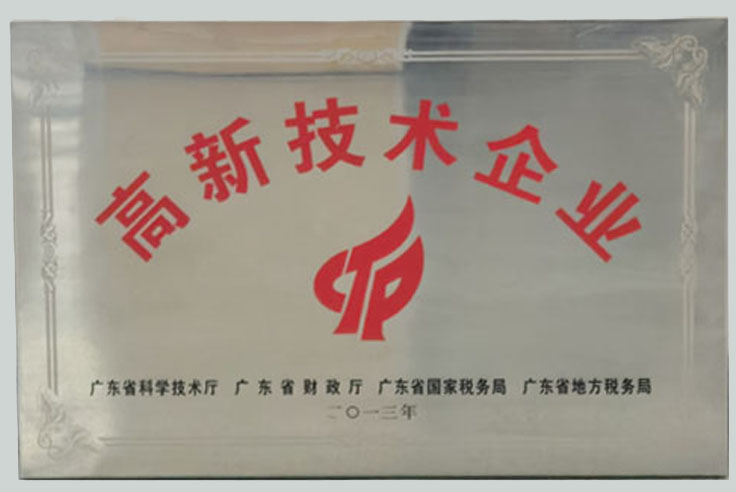 高新技术企业
广东省科学技术厅 广东省财政厅 广东省国家税务局 广东省地方税务局
二〇一三年